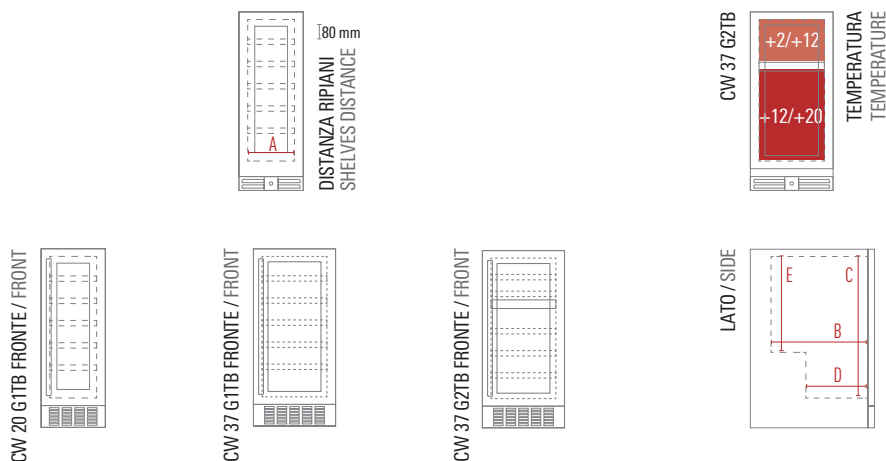 80 mm
DISTANZA RIPIANI
SHELVES DISTANCE
A
CW 37 G2TB
+2/+12
+12/+20
TEMPERATURA
TEMPERATURE
CW 20 G1TB FRONTE / FRONT
CW 37 G1TB FRONTE / FRONT
CW 37 G2TB FRONTE / FRONT
LATO / SIDE
E
C
B
D